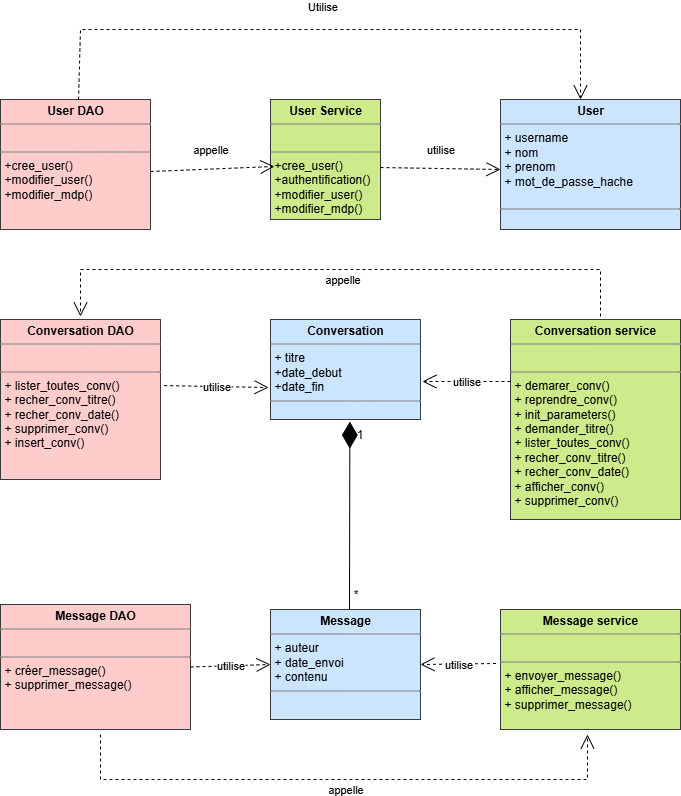 Utilise
User DAO
+cree_user()
+modifier_user()
+modifier_mdp()
appelle
User Service
+cree_user()
+authentification()
+modifier_user()
+modifier_mdp()
utilise
User
+ username
+ nom
+ prenom
+ mot_de_passe_hache
appelle
Conversation DAO
+ lister_toutes_conv()
+ recher_conv_titre()
+ recher_conv_date()
+ supprimer_conv()
+ insert_conv()
utilise
Conversation
+ titre
+date_debut
+date_fin
utilise
Conversation service
+ demarer_conv()
+ reprendre_conv()
+ init_parameters()
+ demander_titre()
+ lister_toutes_conv()
+ recher_conv_titre()
+ recher_conv_date()
+ afficher_conv()
+ supprimer_conv()
1
*
Message DAO
+ créer_message()
+ supprimer_message()
utilise
Message
+ auteur
+ date_envoi
+ contenu
utilise
Message service
+ envoyer_message()
+ afficher_message()
+ supprimer_message()
appelle